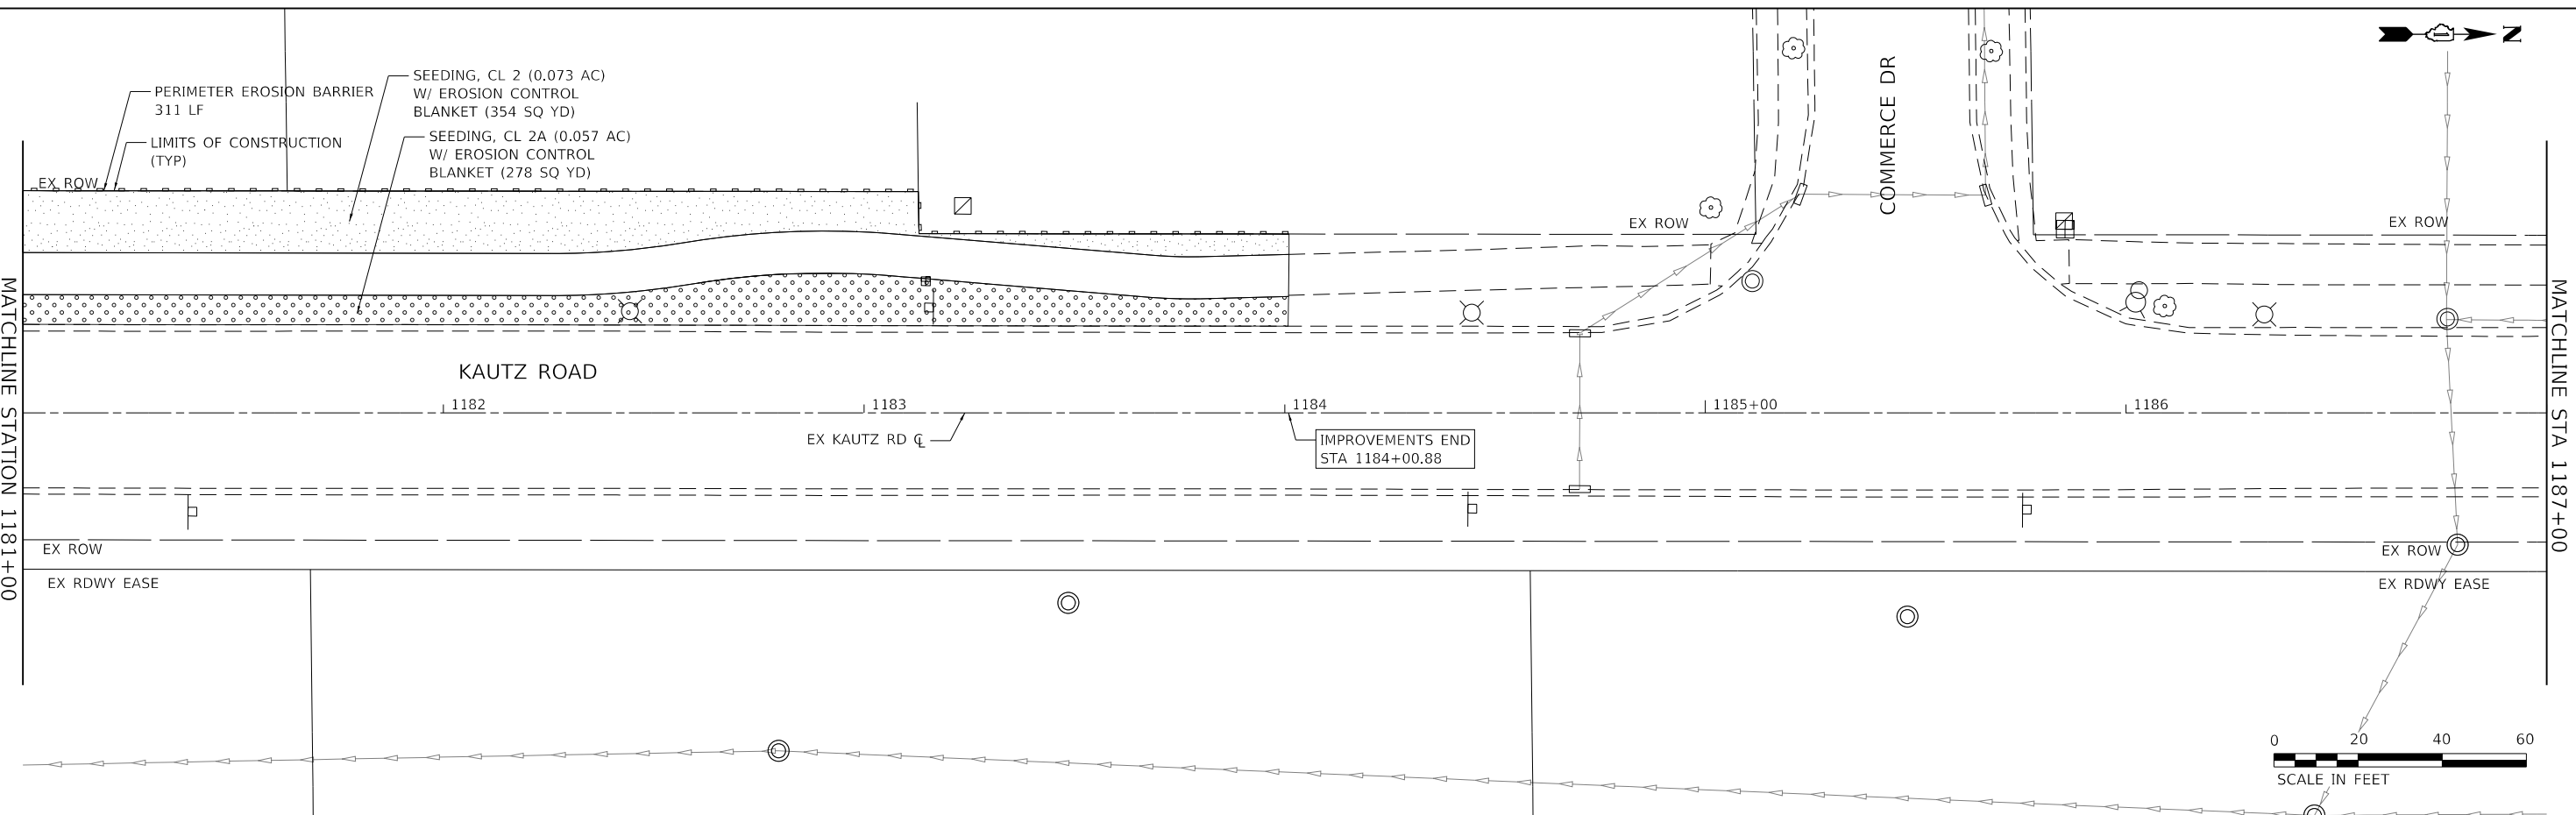 N
SEEDING, CL 2 (0.073 AC)
W/ EROSION CONTROL
BLANKET (354 SQ YD)
PERIMETER EROSION BARRIER
311 LF
SEEDING, CL 2A (0.057 AC)
W/ EROSION CONTROL
BLANKET (278 SQ YD)
LIMITS OF CONSTRUCTION
(TYP)
EX ROW
COMMERCE DR
EX ROW
EX ROW
MATCHLINE STATION 1181+00
MATCHLINE STA 1187+00
KAUTZ ROAD
1182
1183
1184
1185+00
1186
EX KAUTZ RD ℄
IMPROVEMENTS END
STA 1184+00.88
EX ROW
EX ROW
EX RDWY EASE
EX RDWY EASE
0 20 40 60
SCALE IN FEET